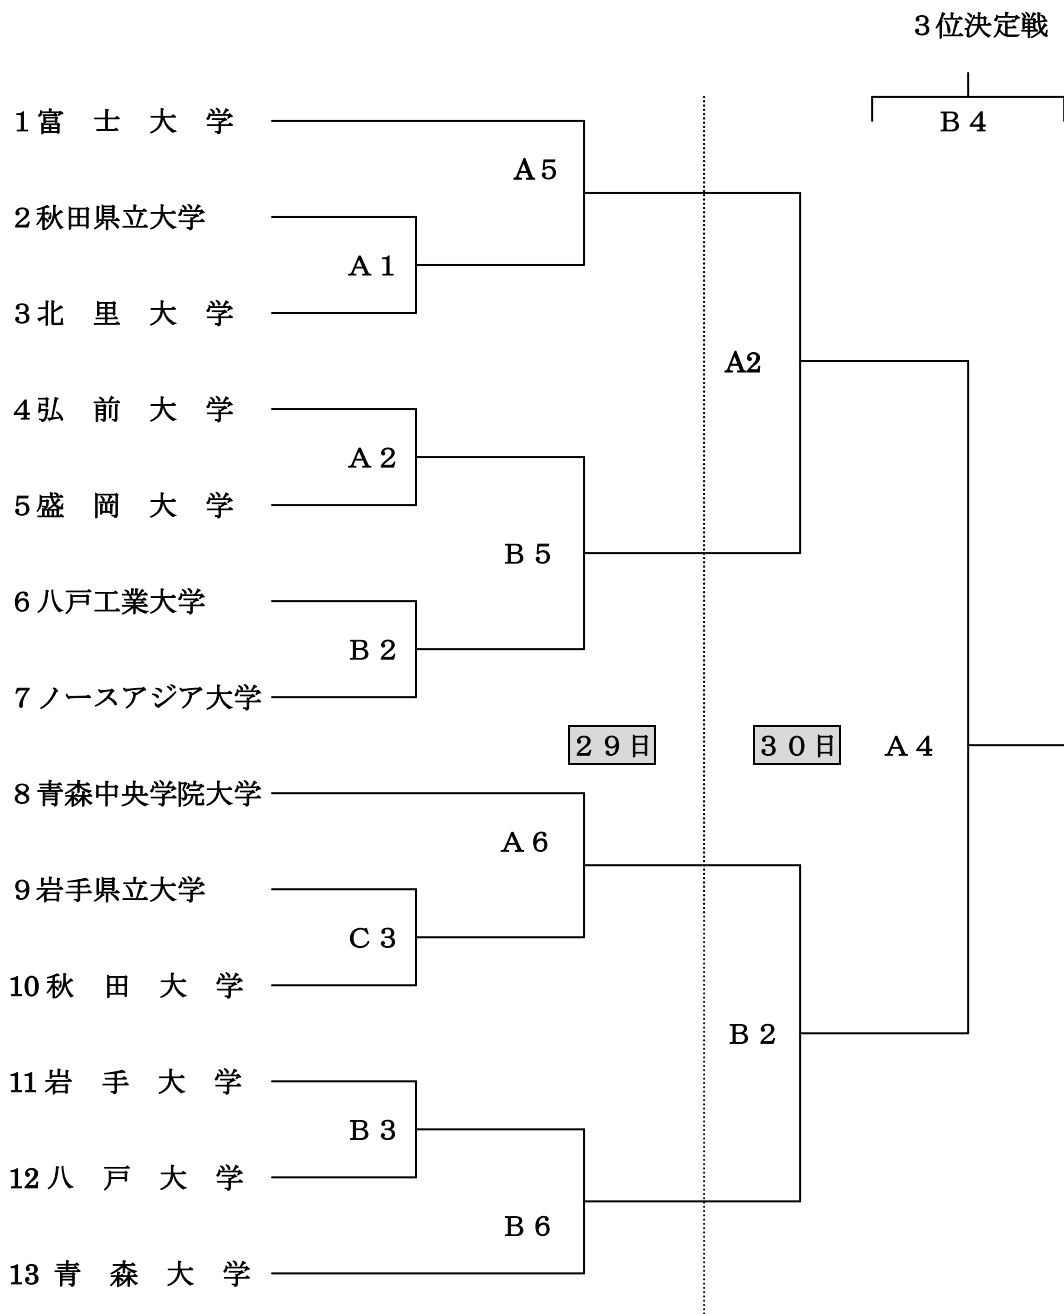 ３位決定戦
Ｂ４
１富　士　大　学
Ａ５
２秋田県立大学
Ａ１
３北　里　大　学
A2
４弘　前　大　学
Ａ２
５盛　岡　大　学
Ｂ５
６八戸工業大学
Ｂ２
７ノースアジア大学
２９日
３０日
Ａ４
８青森中央学院大学
Ａ６
９岩手県立大学
Ｃ３
10秋　田　大　学
Ｂ２
11岩　手　大　学
Ｂ３
12八　戸　大　学
Ｂ６
13 青　森　大　学